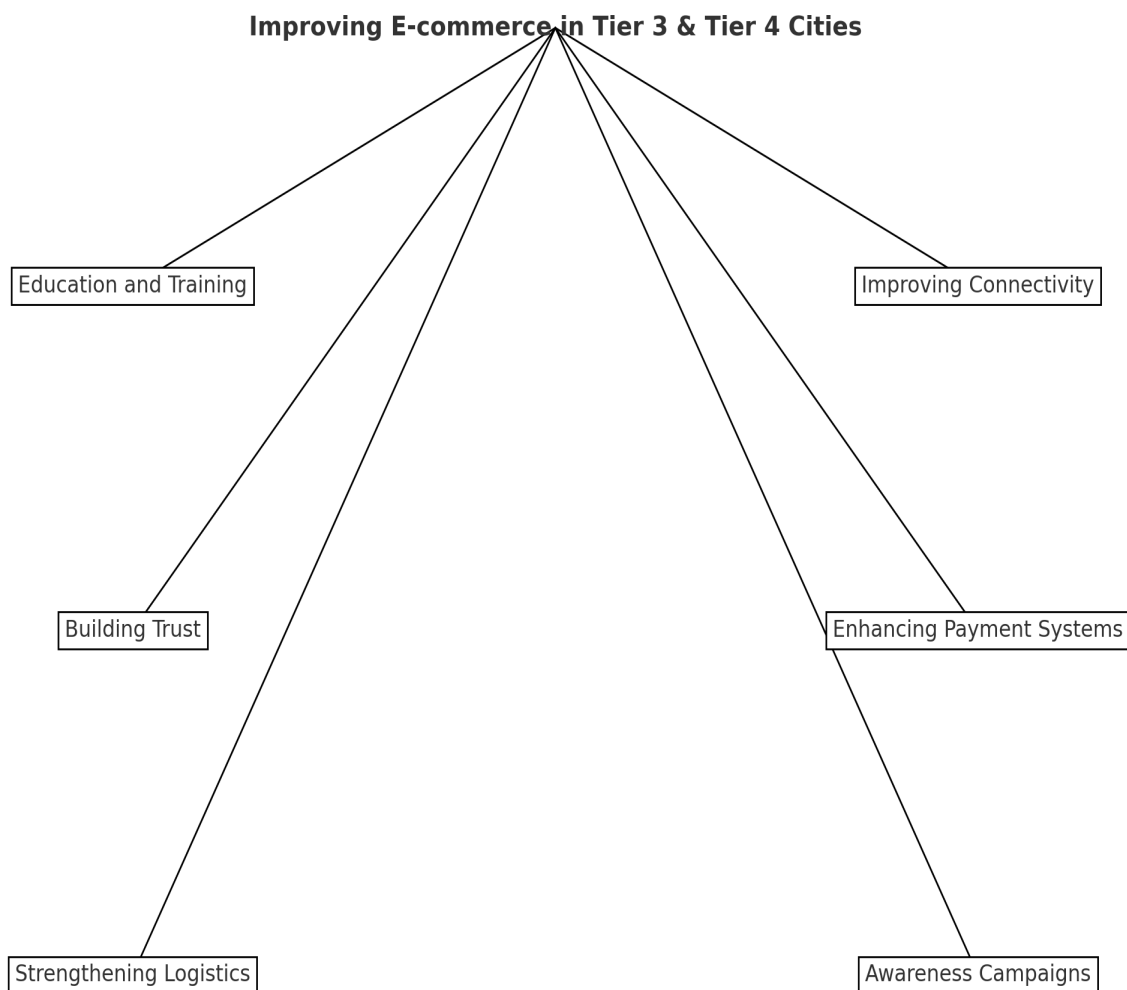 Improving E-commerce in Tier 3 & Tier 4 Cities
Education and Training
Improving Connectivity
Building Trust
Enhancing Payment Systems
Strengthening Logistics
Awareness Campaigns